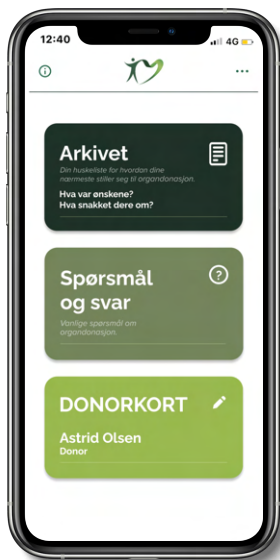 12:40
4G
Arkivet
Din huskeliste for hvordan dine
nærmeste stiller seg til organdonasjon.
Hva var ønskene?
Hva snakket dere om?
Spørsmål
og svar
Vanlige spørsmål om
organdonasjon.
DONORKORT
Astrid Olsen
Donor